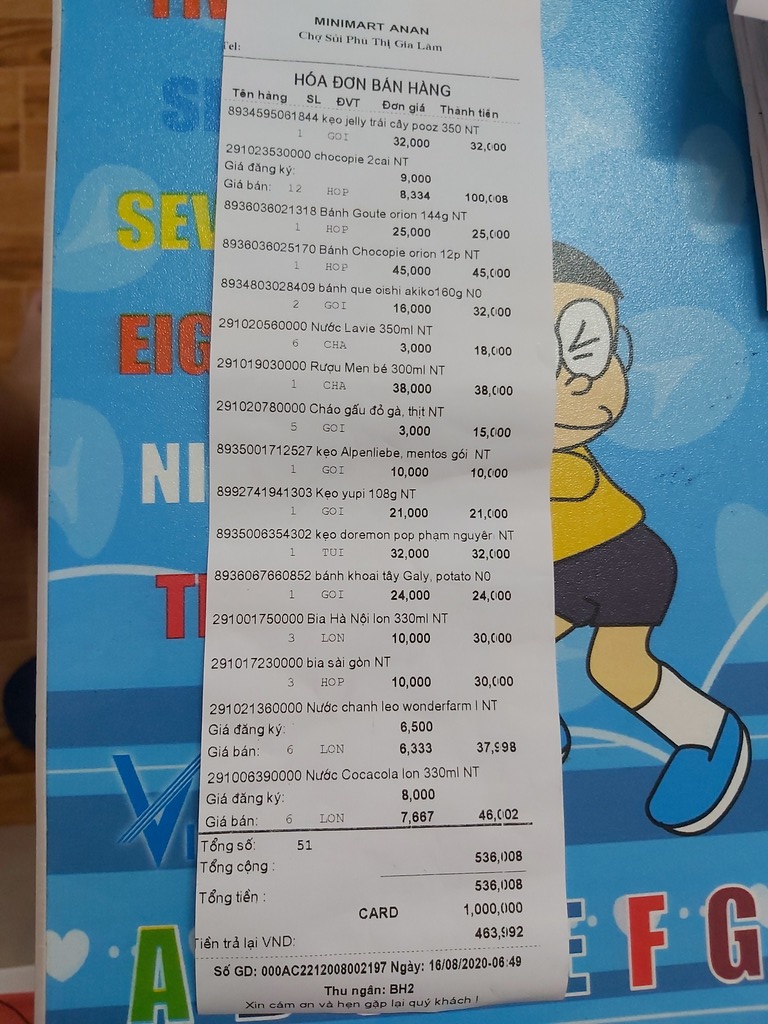 MINIMART ANAN
Chợ Sủi Phú Thị Gia Lâm
Tel:
HÓA ĐƠN BÁN HÀNG
Tên hàng SL ĐVT Đơn giá Thành tiền
8934595061844 kẹo jelly trái cây pooz 350 NT
1 GOI 32,000 32,000
291023530000 chocopie 2cai NT
Giá đăng ký: 9,000
Giá bán: 12 HOP 8,334 100,008
8936036021318 Bánh Goute orion 144g NT
1 HOP 25,000 25,000
8936036025170 Bánh Chocopie orion 12p NT
1 HOP 45,000 45,000
8934803028409 bánh que oishi akiko160g N0
2 GOI 16,000 32,000
291020560000 Nước Lavie 350ml NT
6 CHA 3,000 18,000
291019030000 Rượu Men bé 300ml NT
1 CHA 38,000 38,000
291020780000 Cháo gấu đỏ gà, thịt NT
5 GOI 3,000 15,000
8935001712527 kẹo Alpenliebe, mentos gói NT
1 GOI 10,000 10,000
8992741941303 Kẹo yupi 108g NT
1 GOI 21,000 21,000
8935006354302 kẹo doremon pop phạm nguyên NT
1 TUI 32,000 32,000
8936067660852 bánh khoai tây Galy, potato N0
1 GOI 24,000 24,000
291001750000 Bia Hà Nội lon 330ml NT
3 LON 10,000 30,000
291017230000 bia sài gòn NT
3 HOP 10,000 30,000
291021360000 Nước chanh leo wonderfarm l NT
Giá đăng ký: 6,500
Giá bán: 6 LON 6,333 37,998
291006390000 Nước Cocacola lon 330ml NT
Giá đăng ký: 8,000
Giá bán: 6 LON 7,667 46,002
Tổng số: 51
Tổng cộng : 536,008
Tổng tiền : 536,008
CARD 1,000,000
Tiền trả lại VND: 463,992
Số GD: 000AC2212008002197 Ngày: 16/08/2020-06:49
Thu ngân: BH2
Xin cảm ơn và hẹn gặp lại quý khách !
SEV
EIG
NI
A
E F G